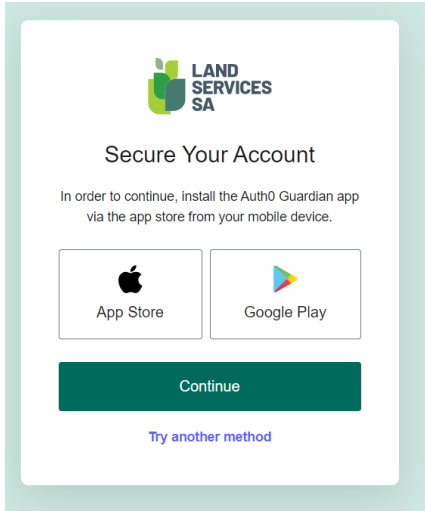 LAND
SERVICES
SA
Secure Your Account
In order to continue, install the Auth0 Guardian app
via the app store from your mobile device.
App Store
Google Play
Continue
Try another method